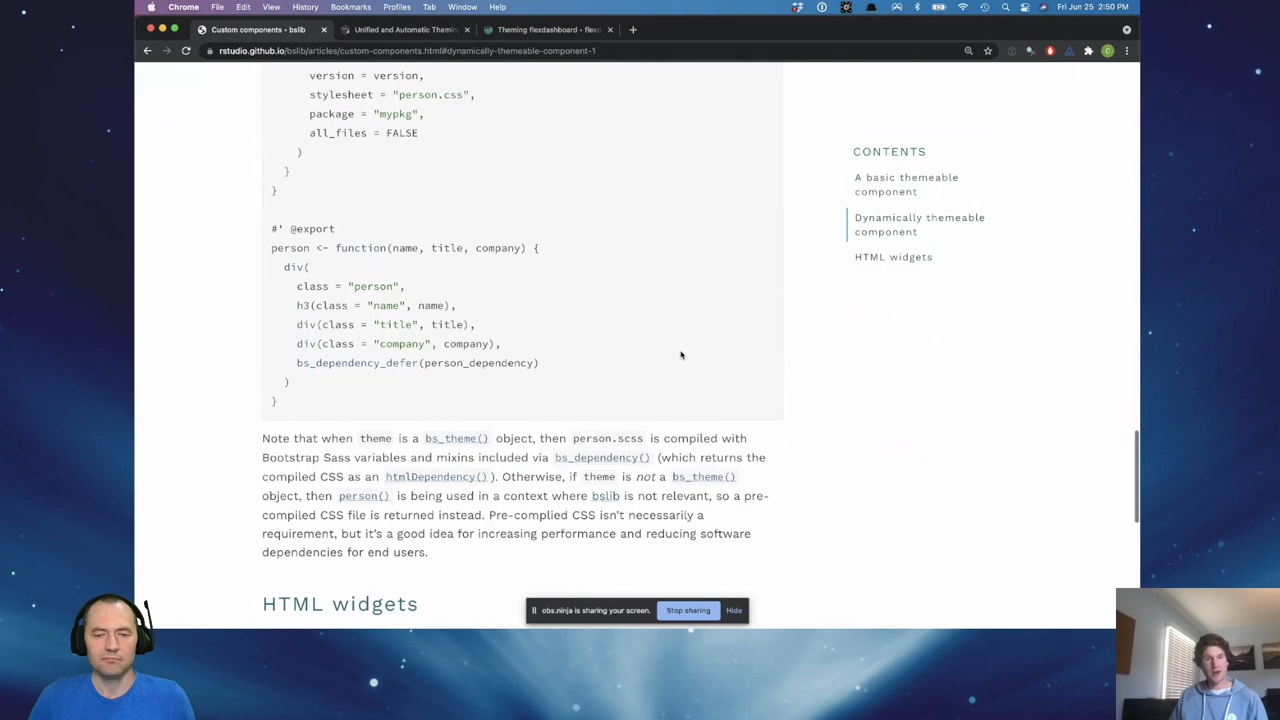 Chrome File Edit View History Bookmarks Profiles Tab Window Help Fri Jun 25 2:50 PM
Custom components - bslib Unified and Automatic Theming Theming flexdashboard - flexd
rstudio.github.io/bslib/articles/custom-components.html#dynamically-themeable-component-1
version = version,
stylesheet = "person.css",
package = "mypkg",
all_files = FALSE
)
}
}
#' @export
person <- function(name, title, company) {
div(
class = "person",
h3(class = "name", name),
div(class = "title", title),
div(class = "company", company),
bs_dependency_defer(person_dependency)
)
}
Note that when theme is a bs_theme() object, then person.scss is compiled with
Bootstrap Sass variables and mixins included via bs_dependency() (which returns the
compiled CSS as an htmlDependency()). Otherwise, if theme is not a bs_theme()
object, then person() is being used in a context where bslib is not relevant, so a pre-
compiled CSS file is returned instead. Pre-complied CSS isn't necessarily a
requirement, but it's a good idea for increasing performance and reducing software
dependencies for end users.
HTML widgets
CONTENTS
A basic themeable
component
Dynamically themeable
component
HTML widgets
obs.ninja is sharing your screen. Stop sharing Hide